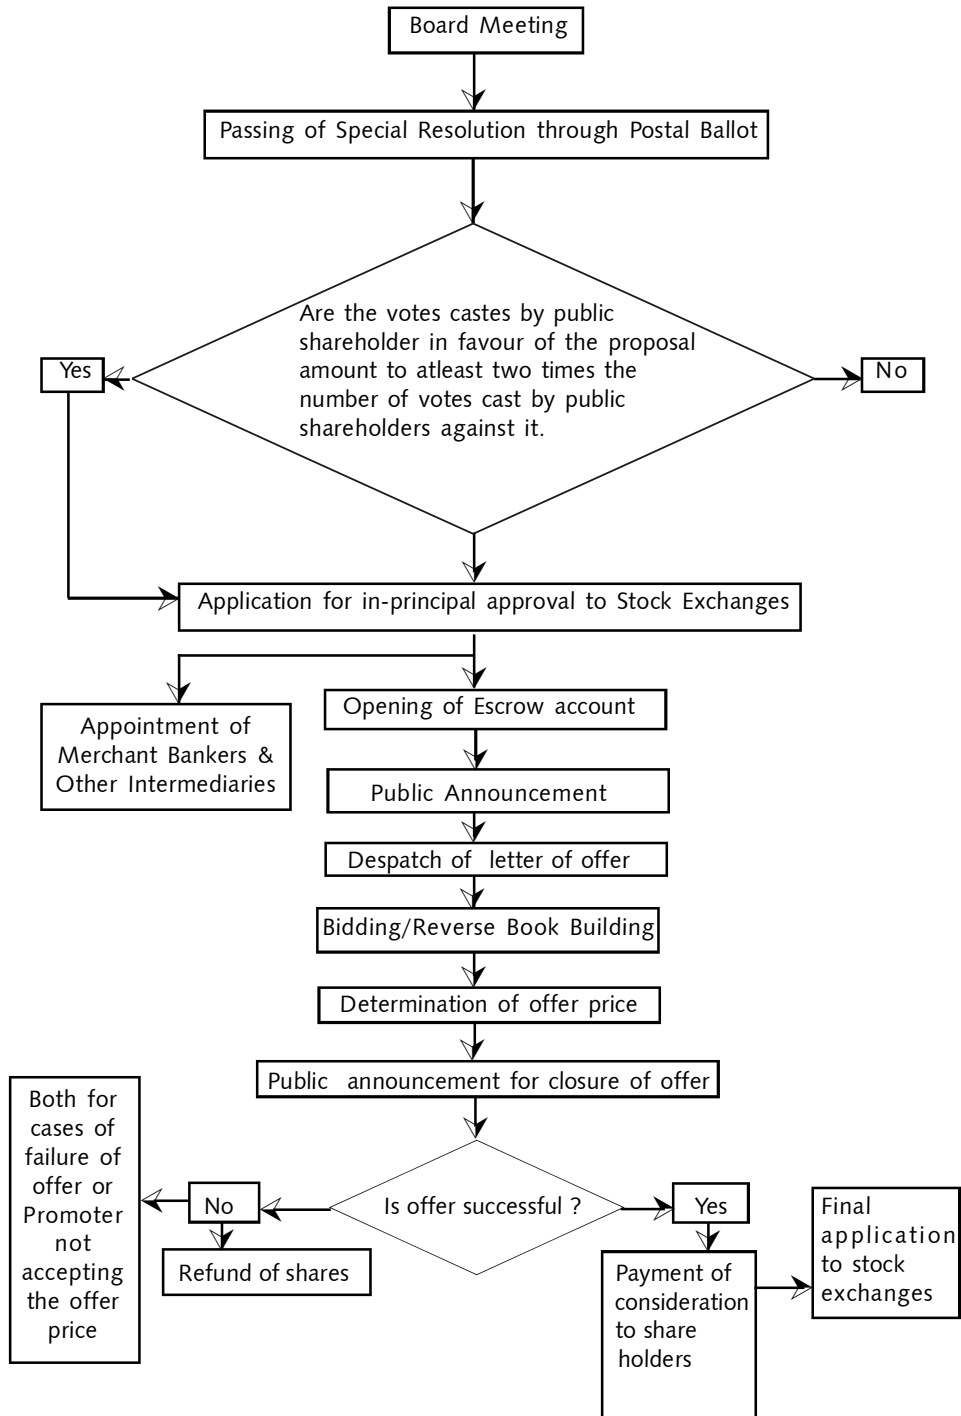 Board Meeting
Passing of Special Resolution through Postal Ballot
Are the votes castes by public
shareholder in favour of the proposal
amount to atleast two times the
number of votes cast by public
shareholders against it.
Yes
No
Application for in-principal approval to Stock Exchanges
Appointment of
Merchant Bankers &
Other Intermediaries
Opening of Escrow account
Public Announcement
Despatch of letter of offer
Bidding/Reverse Book Building
Determination of offer price
Public announcement for closure of offer
Both for
cases of
failure of
offer or
Promoter
not
accepting
the offer
price
No
Is offer successful ?
Yes
Refund of shares
Payment of
consideration
to share
holders
Final
application
to stock
exchanges